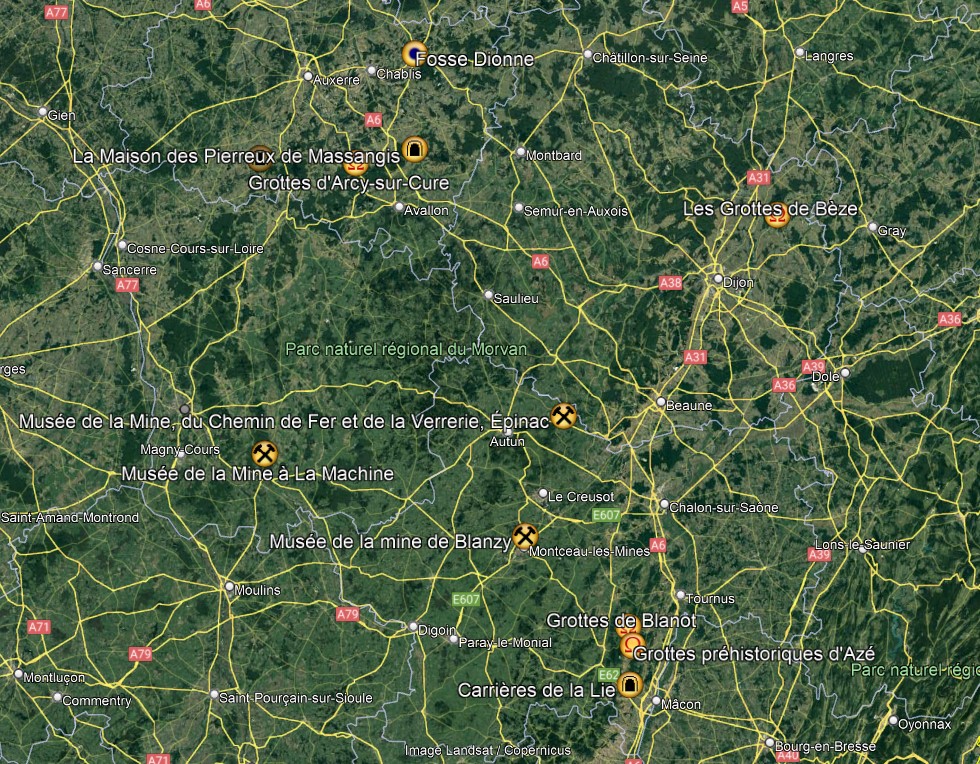 A77
A6
A5
Fosse Dionne
Châtillon-sur-Seine
Langres
Auxerre
Chablis
Gien
A6
La Maison des Pierreux de Massangis
Montbard
Grottes d'Arcy-sur-Cure
A31
Avallon
Semur-en-Auxois
Les Grottes de Bèze
Gray
Cosne-Cours-sur-Loire
Sancerre
A6
A77
A38
Dijon
Saulieu
A36
Parc naturel régional du Morvan
A31
rges
A39
Dole
A36
Beaune
Musée de la Mine, du Chemin de Fer et de la Verrerie, Épinac
Autun
Magny-Cours
Musée de la Mine à La Machine
Le Creusot
Chalon-sur-Saône
Saint-Amand-Montrond
E607
Musée de la mine de Blanzy
Montceau-les-Mines
A6
Lons-le-Saunier
A39
Moulins
E607
Tournus
A71
A79
Grottes de Blanot
Digoin
Paray-le-Monial
A79
Grottes préhistoriques d'Azé
Parc naturel régio
Montluçon
E62
Commentry
Saint-Pourçain-sur-Sioule
Carrières de la Lie
Mâcon
Oyonnax
Image Landsat / Copernicus
Bourg-en-Bresse
A71
A40